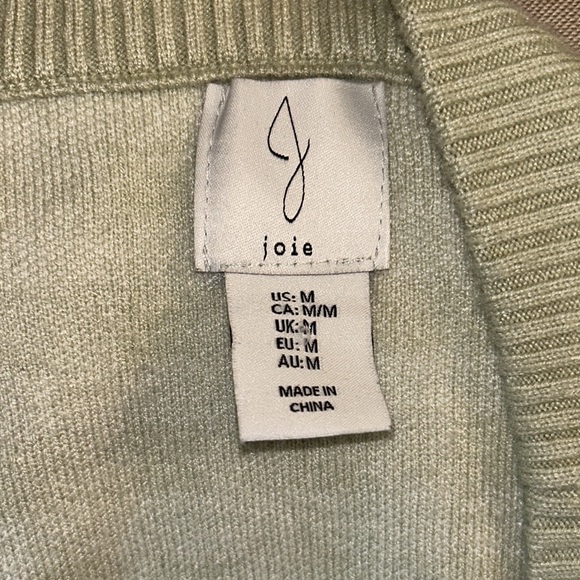 J
joie
US: M
CA: M/M
UK: M
EU: M
AU: M
MADE IN
CHINA